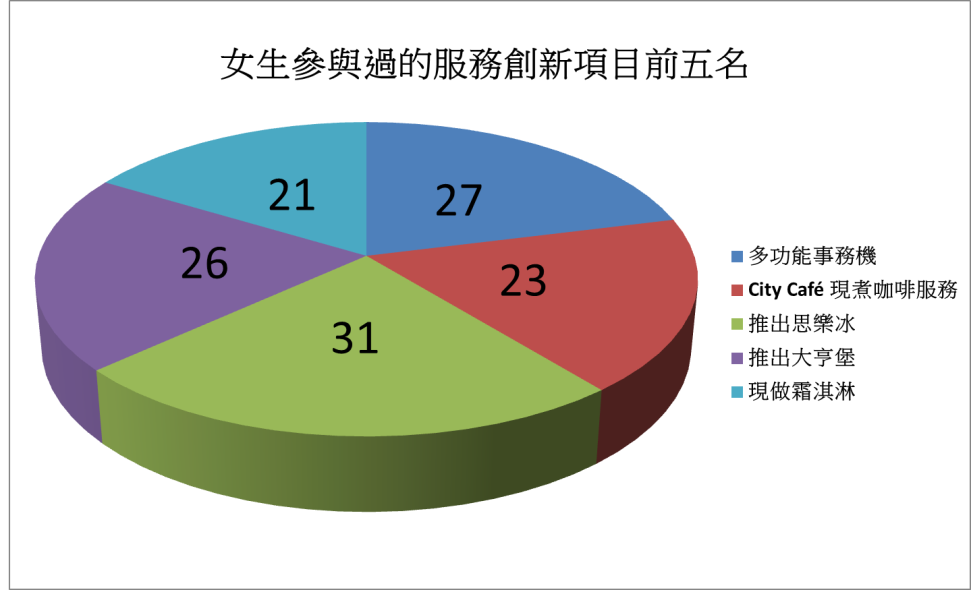 女生參與過的服務創新項目前五名
21
27
26
23
31
多功能事務機
City Café 現煮咖啡服務
推出思樂冰
推出大亨堡
現做霜淇淋